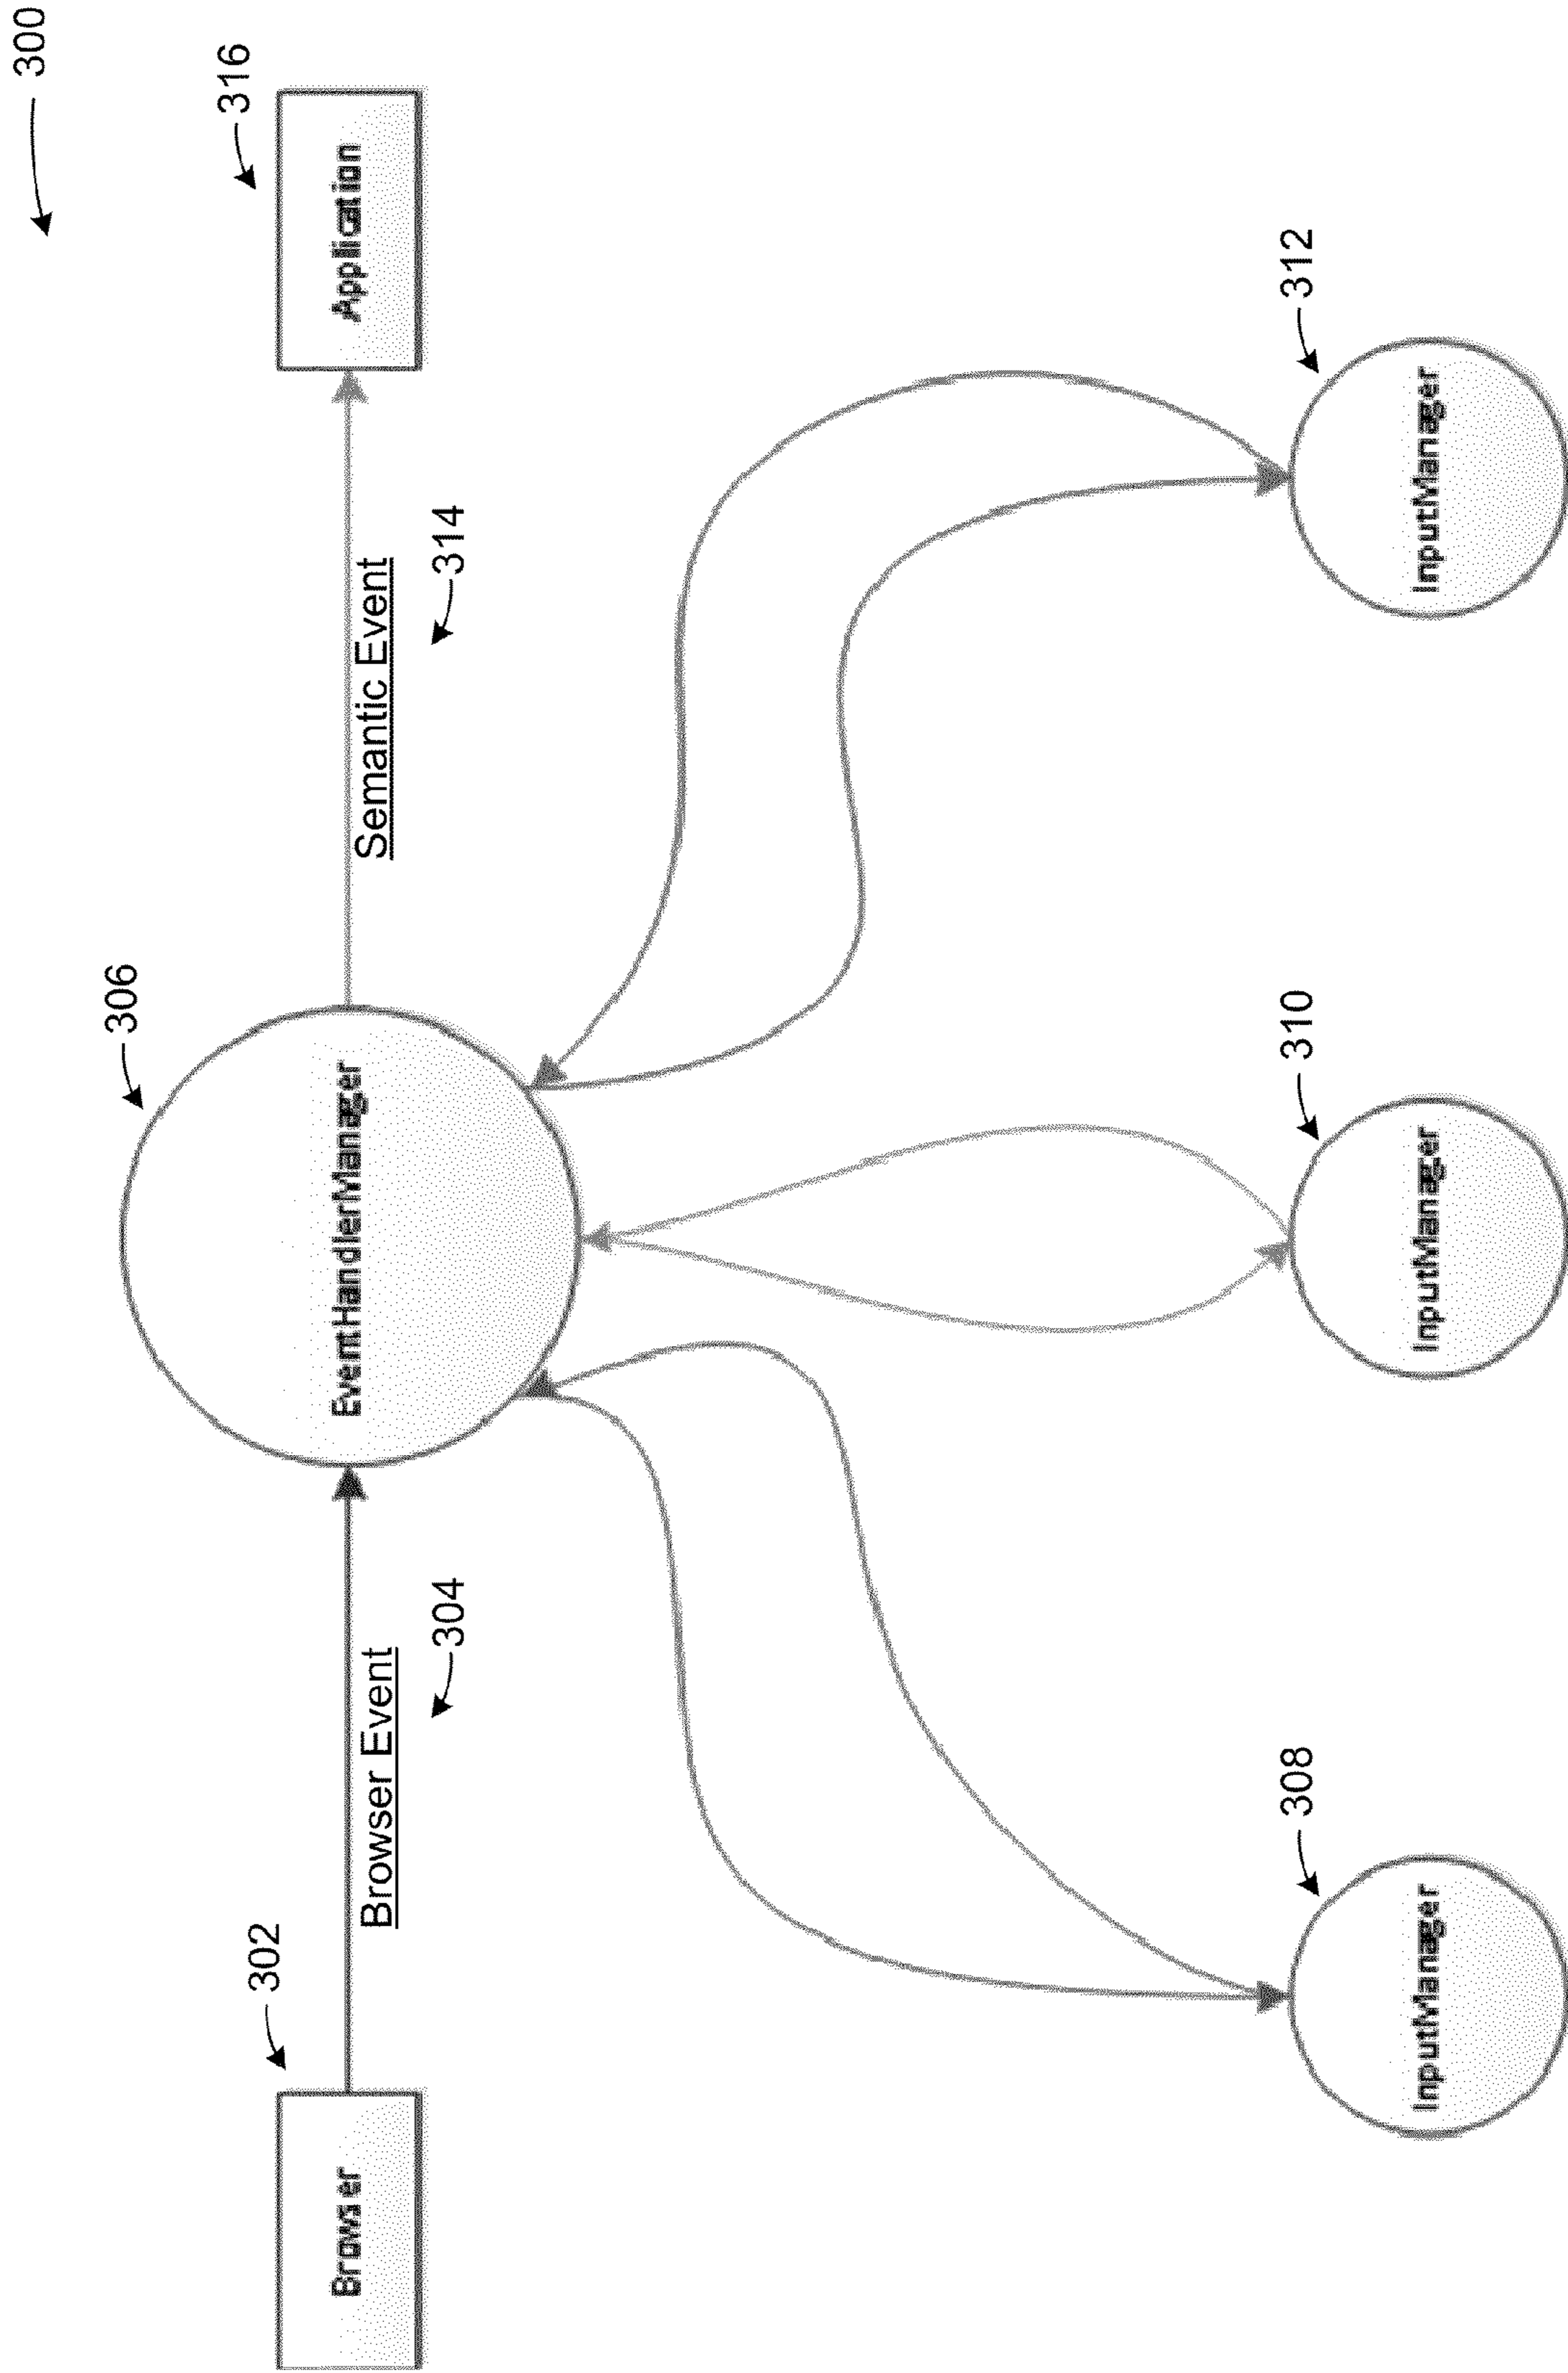 300
306
316
302
Browser
EventHandlerManager
Application
Browser Event
Semantic Event
304
314
308
310
312
InputManager
InputManager
InputManager